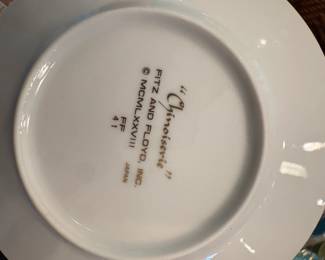 "Chinoiserie"
FITZ AND FLOYD, INC.
© MCMLXXVIII
FF
41
JAPAN